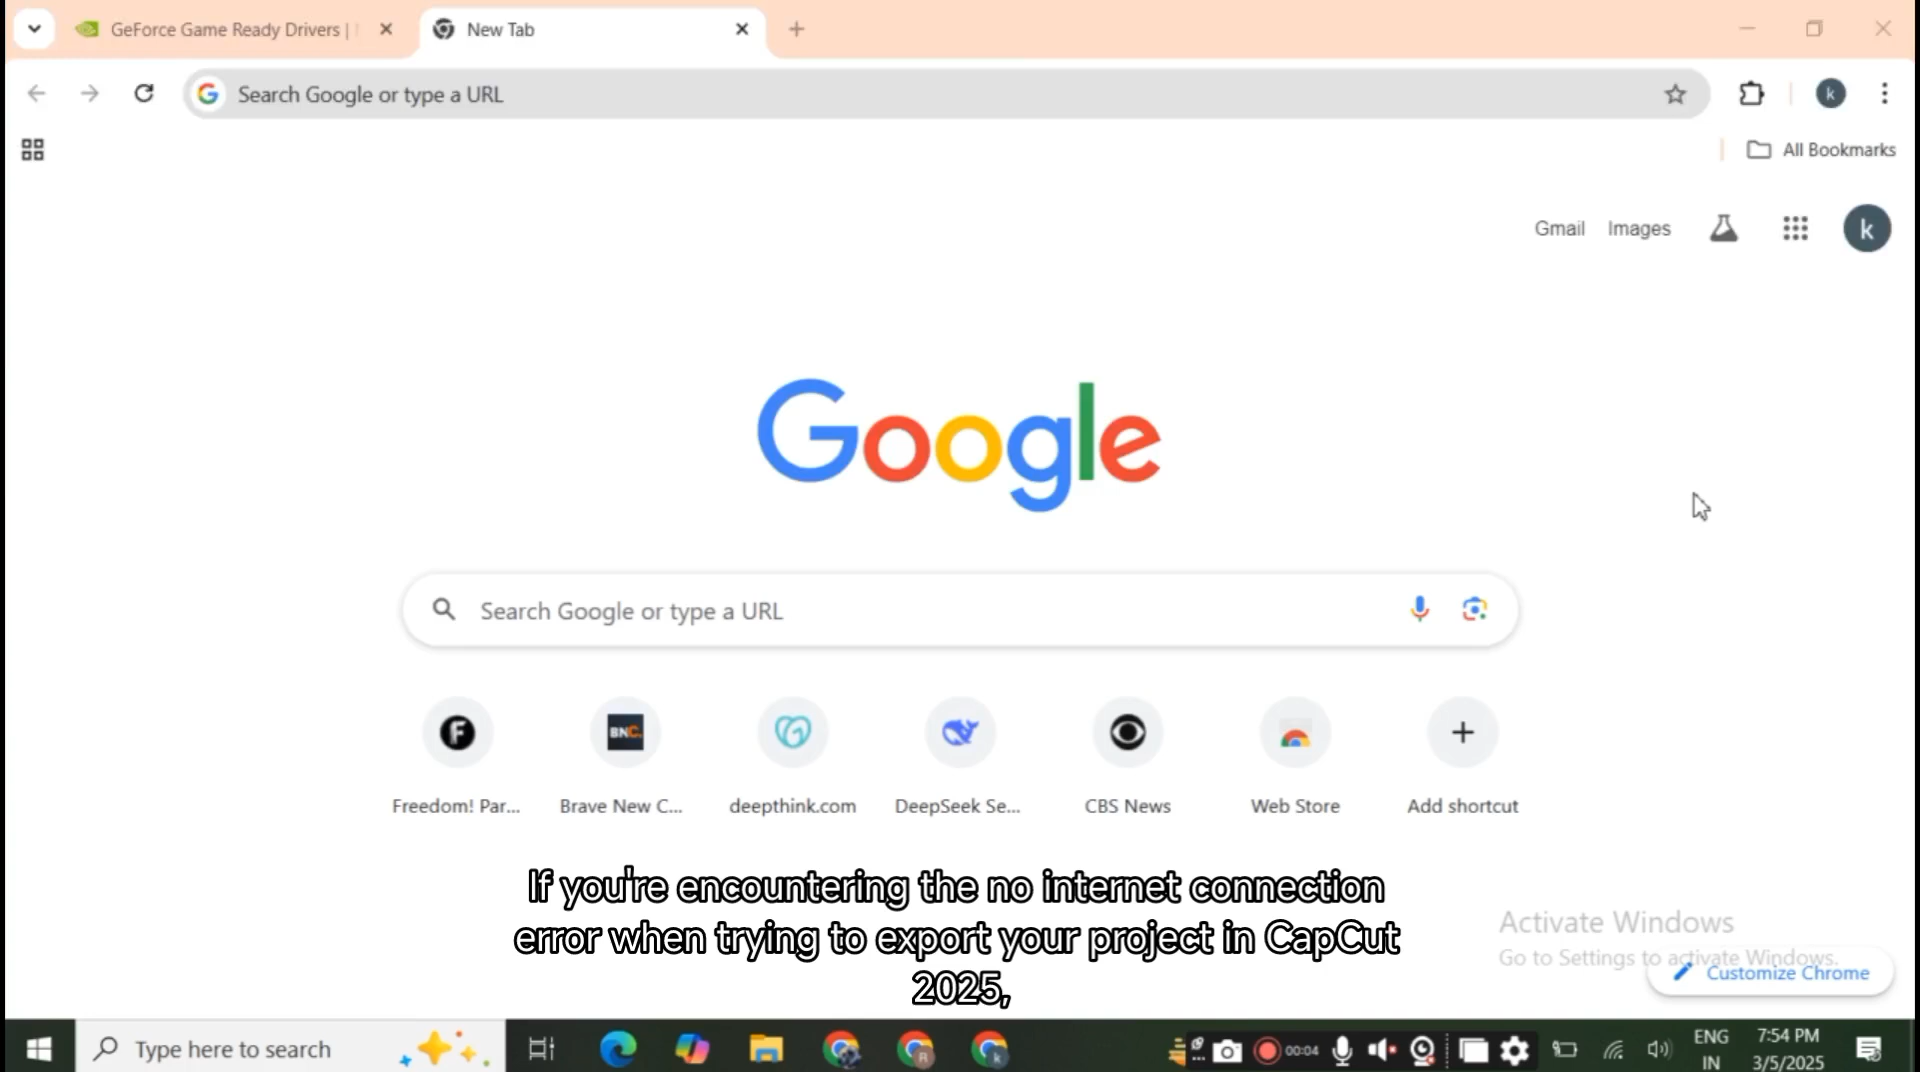 GeForce Game Ready Drivers |
New Tab
Search Google or type a URL
k
All Bookmarks
Gmail
Images
k
Google
Search Google or type a URL
F
BNC
Freedom! Par...
Brave New C...
deepthink.com
DeepSeek Se...
CBS News
Web Store
Add shortcut
If you're encountering the no internet connection
error when trying to export your project in CapCut
2025,
Activate Windows
Go to Settings to activate Windows.
Customize Chrome
Type here to search
R
k
00:04
ENG
IN
7:54 PM
3/5/2025